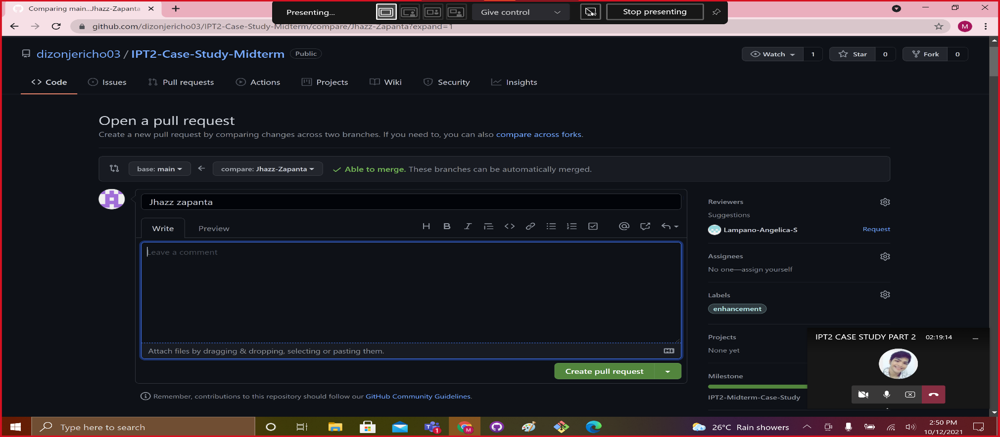 Comparing main...Jhazz-Zapanta
Presenting...
Give control
Stop presenting
github.com/dizonjericho03/IPT2-Case-Study-Midterm/compare/Jhazz-Zapanta?expand=1
M
dizonjericho03 / IPT2-Case-Study-Midterm Public
Watch 1 Star 0 Fork 0
Code Issues Pull requests Actions Projects Wiki Security Insights
Open a pull request
Create a new pull request by comparing changes across two branches. If you need to, you can also compare across forks.
base: main compare: Jhazz-Zapanta Able to merge. These branches can be automatically merged.
Jhazz zapanta
Write Preview
H B I
Leave a comment
Attach files by dragging & dropping, selecting or pasting them.
Create pull request
Remember, contributions to this repository should follow our GitHub Community Guidelines.
Reviewers
Suggestions
Lampano-Angelica-S Request
Assignees
No one—assign yourself
Labels
enhancement
Projects
None yet
Milestone
IPT2-Midterm-Case-Study
IPT2 CASE STUDY PART 2 02:19:14
Type here to search
1
M
26°C Rain showers
2:50 PM
10/12/2021